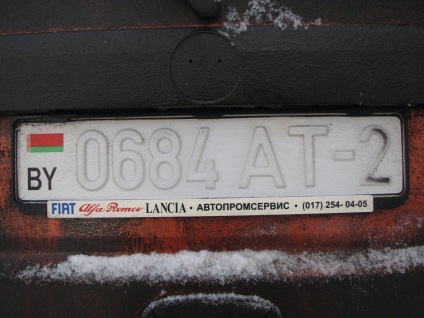 BY 0684 AT-2
FIAT Alfa Romeo LANCIA • АВТОПРОМСЕРВИС • (017) 254-04-05